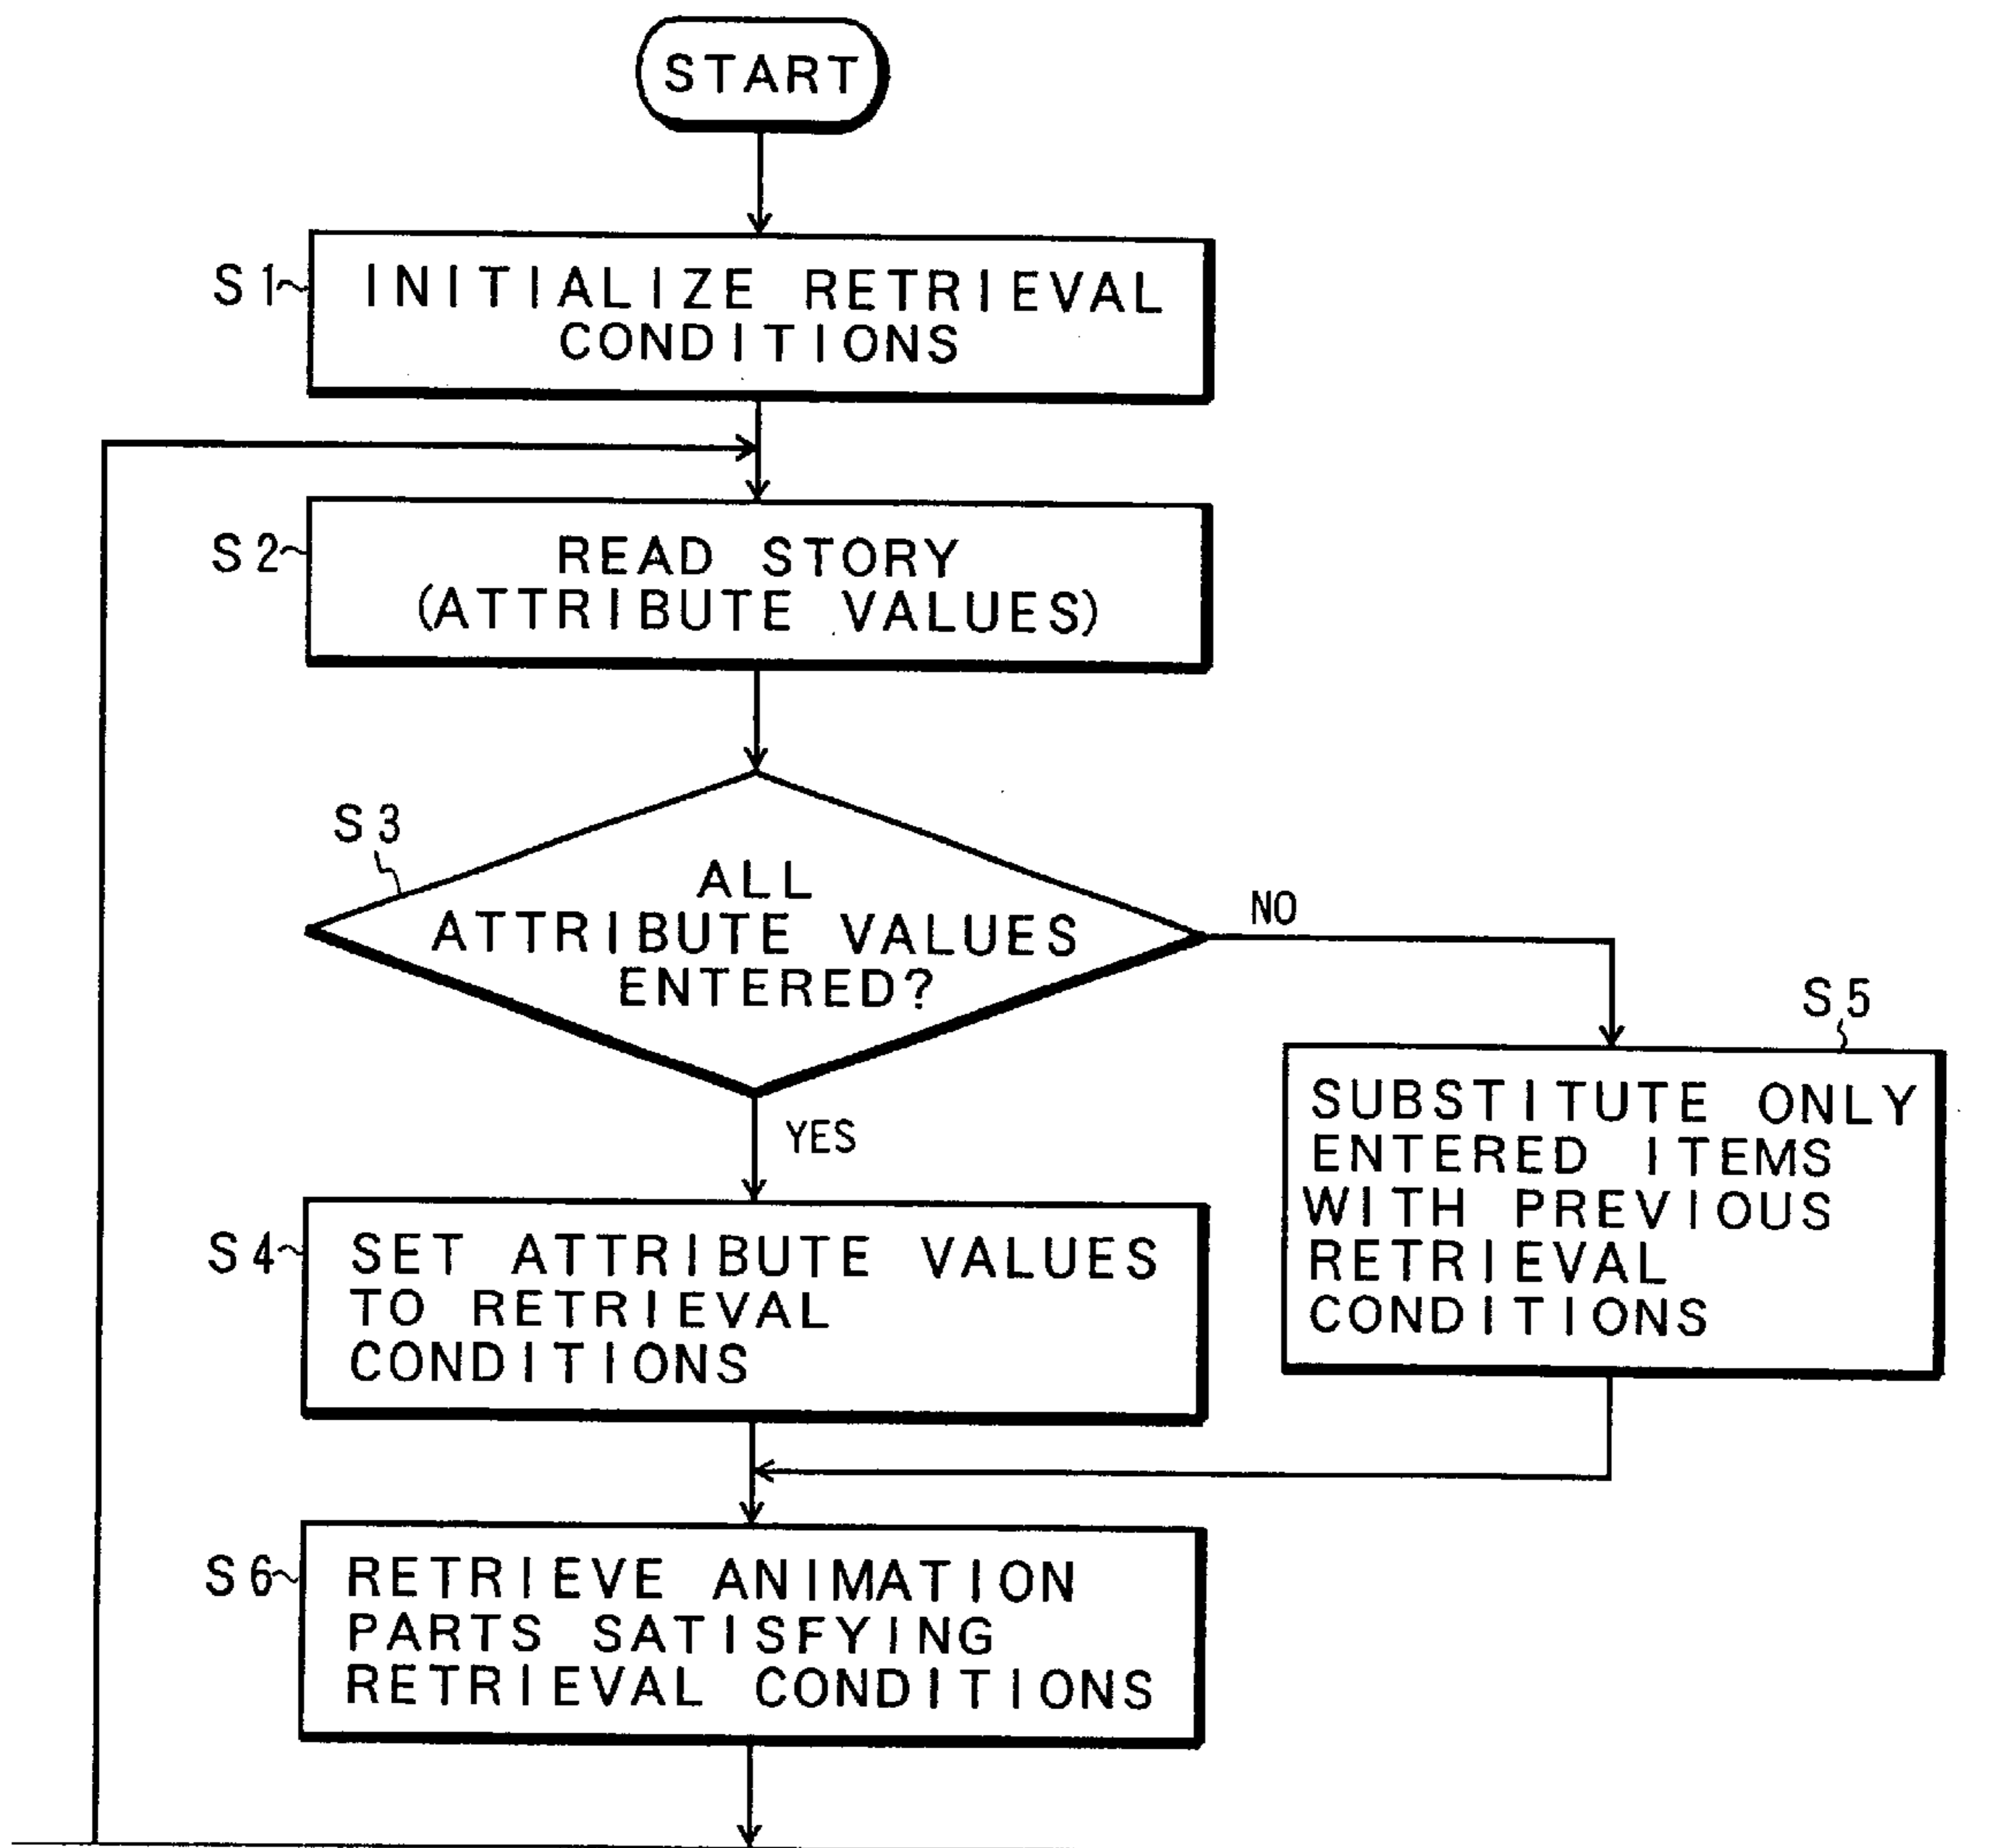 START
S1
INITIALIZE RETRIEVAL
CONDITIONS
S2
READ STORY
(ATTRIBUTE VALUES)
S3
ALL
ATTRIBUTE VALUES
ENTERED?
NO
YES
S5
SUBSTITUTE ONLY
ENTERED ITEMS
WITH PREVIOUS
RETRIEVAL
CONDITIONS
S4
SET ATTRIBUTE VALUES
TO RETRIEVAL
CONDITIONS
S6
RETRIEVE ANIMATION
PARTS SATISFYING
RETRIEVAL CONDITIONS